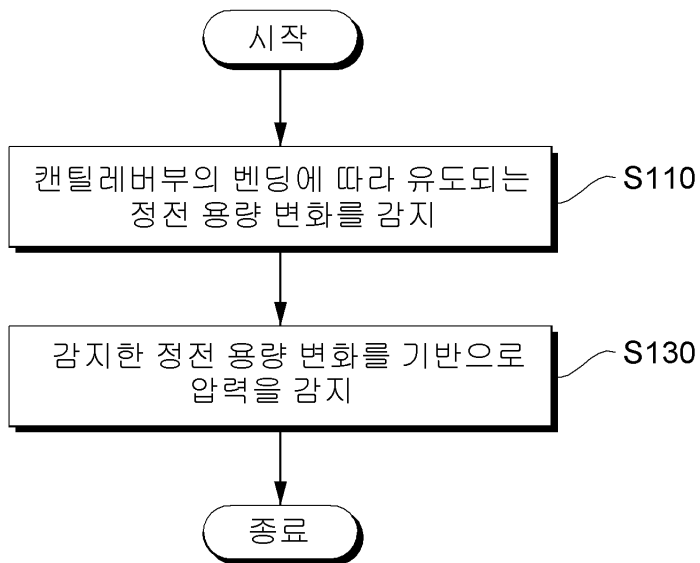 시작
캔틸레버부의 벤딩에 따라 유도되는
정전 용량 변화를 감지
S110
감지한 정전 용량 변화를 기반으로
압력을 감지
S130
종료